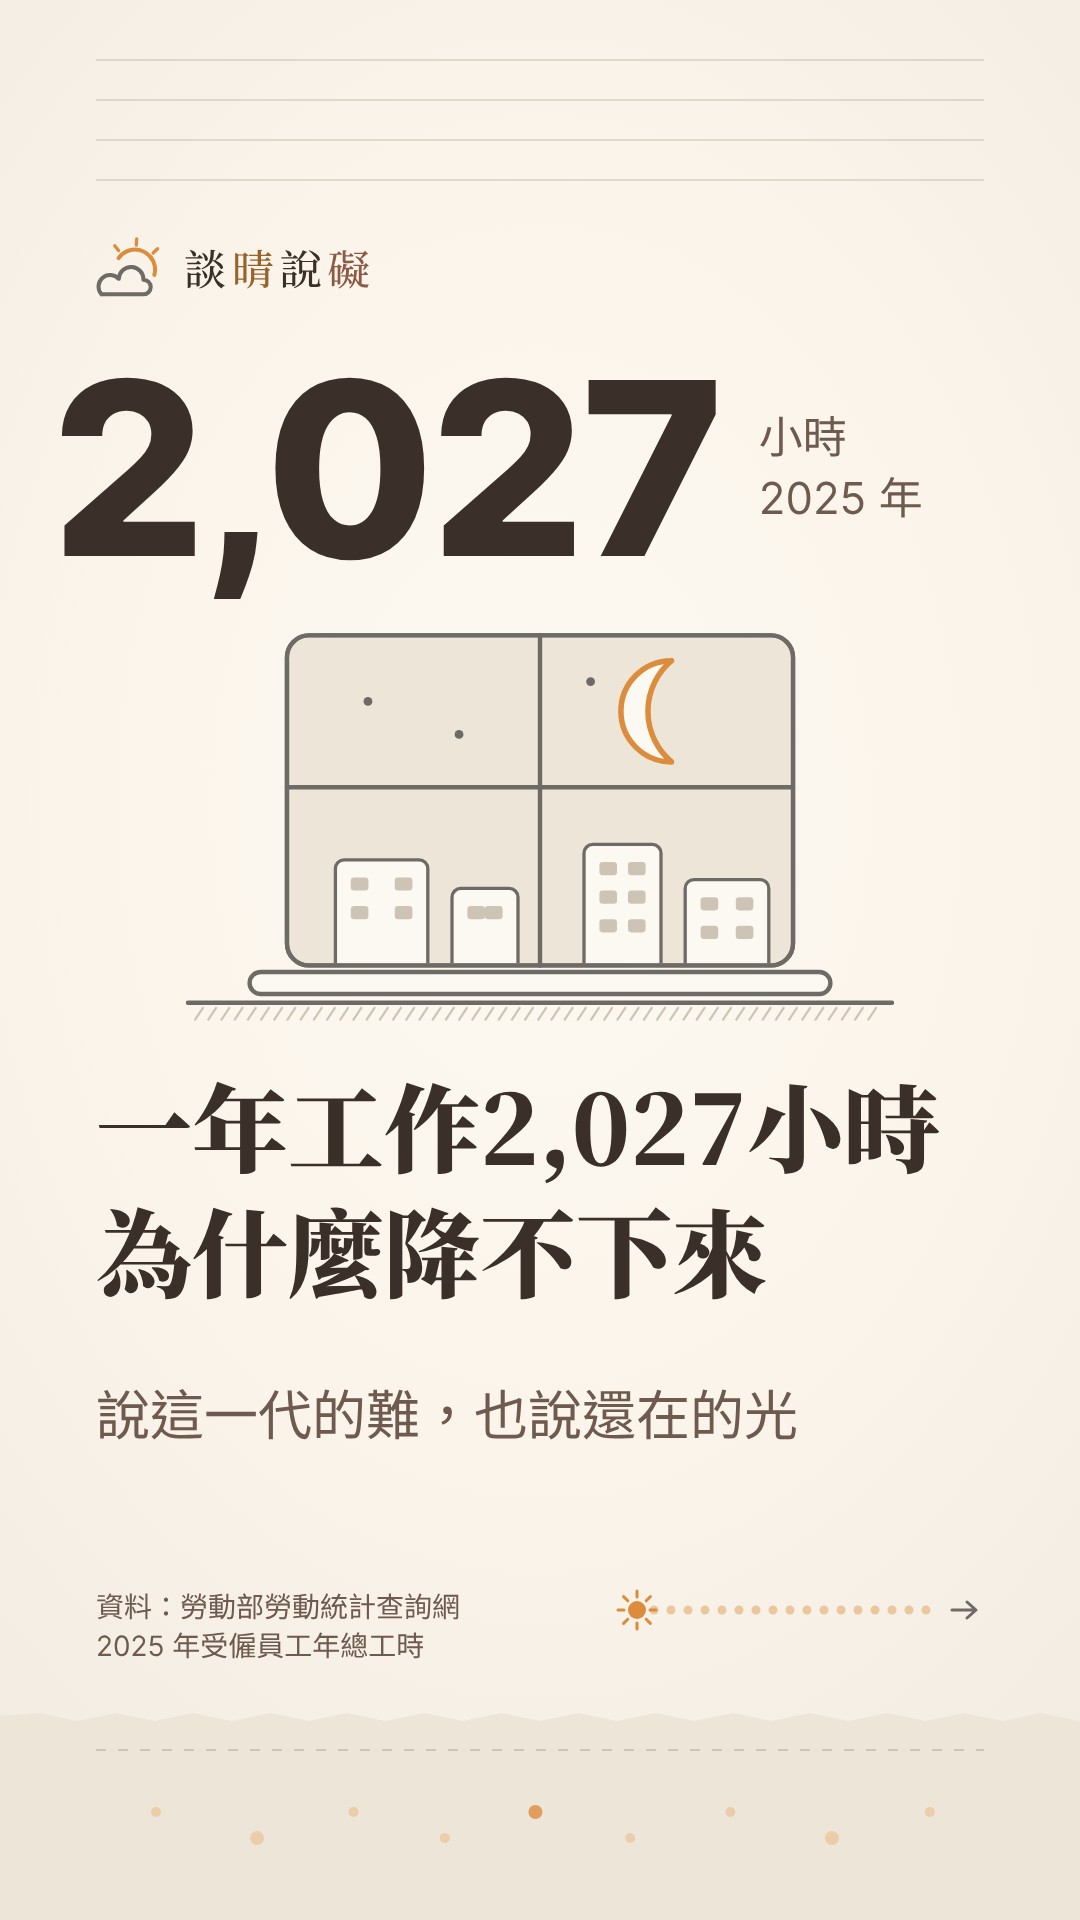 談晴說礙
2,027
小時
2025 年
一年工作2,027小時
為什麼降不下來
說這一代的難，也說還在的光
資料：勞動部勞動統計查詢網
2025 年受僱員工年總工時